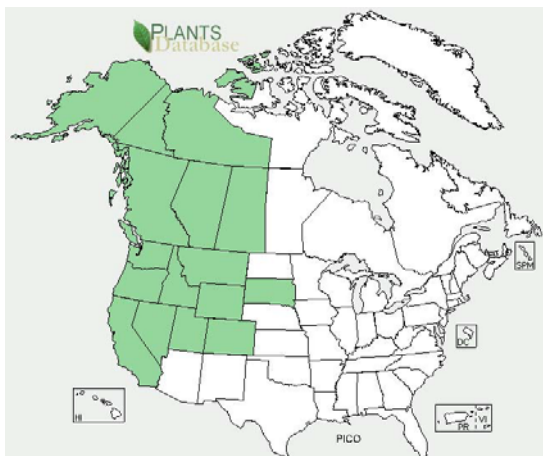 PLANTS
Database
SPM
DC
HI
PR
VI
PICO